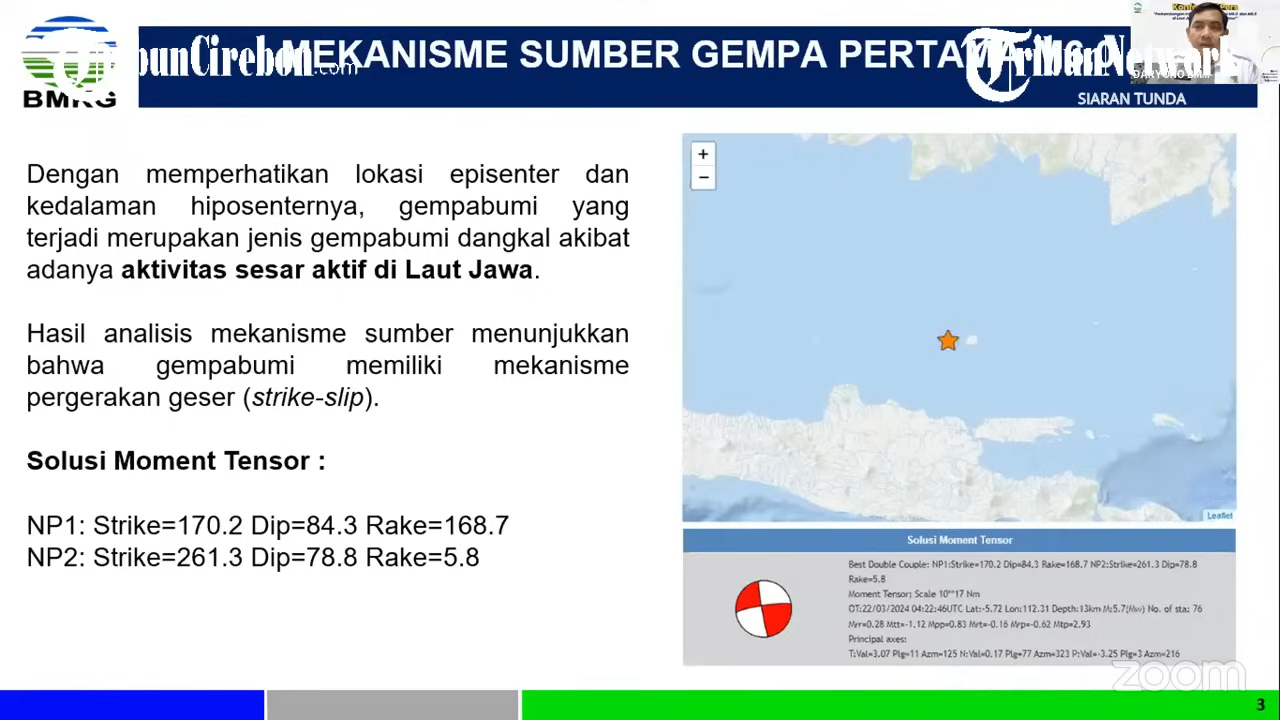 BMKG
TribunCirebon.com
MEKANISME SUMBER GEMPA PERTAMA
Tribun Network
DARYONO BM...
SIARAN TUNDA
Dengan memperhatikan lokasi episenter dan
kedalaman hiposenternya, gempabumi yang
terjadi merupakan jenis gempabumi dangkal akibat
adanya aktivitas sesar aktif di Laut Jawa.
Hasil analisis mekanisme sumber menunjukkan
bahwa gempabumi memiliki mekanisme
pergerakan geser (strike-slip).
Solusi Moment Tensor :
NP1: Strike=170.2 Dip=84.3 Rake=168.7
NP2: Strike=261.3 Dip=78.8 Rake=5.8
+
−
Leaflet
Solusi Moment Tensor
Best Double Couple: NP1:Strike=170.2 Dip=84.3 Rake=168.7 NP2:Strike=261.3 Dip=78.8
Rake=5.8
Moment Tensor; Scale 10**17 Nm
OT:22/03/2024 04:22:46UTC Lat:-5.72 Lon:112.31 Depth:13km M:5.7(Mw) No. of sta: 76
Mrr=0.28 Mtt=-1.12 Mpp=0.83 Mrt=-0.16 Mrp=-0.62 Mtp=2.93
Principal axes:
T:Val=3.07 Plg=11 Azm=125 N:Val=0.17 Plg=77 Azm=323 P:Val=-3.25 Plg=3 Azm=216
zoom
3